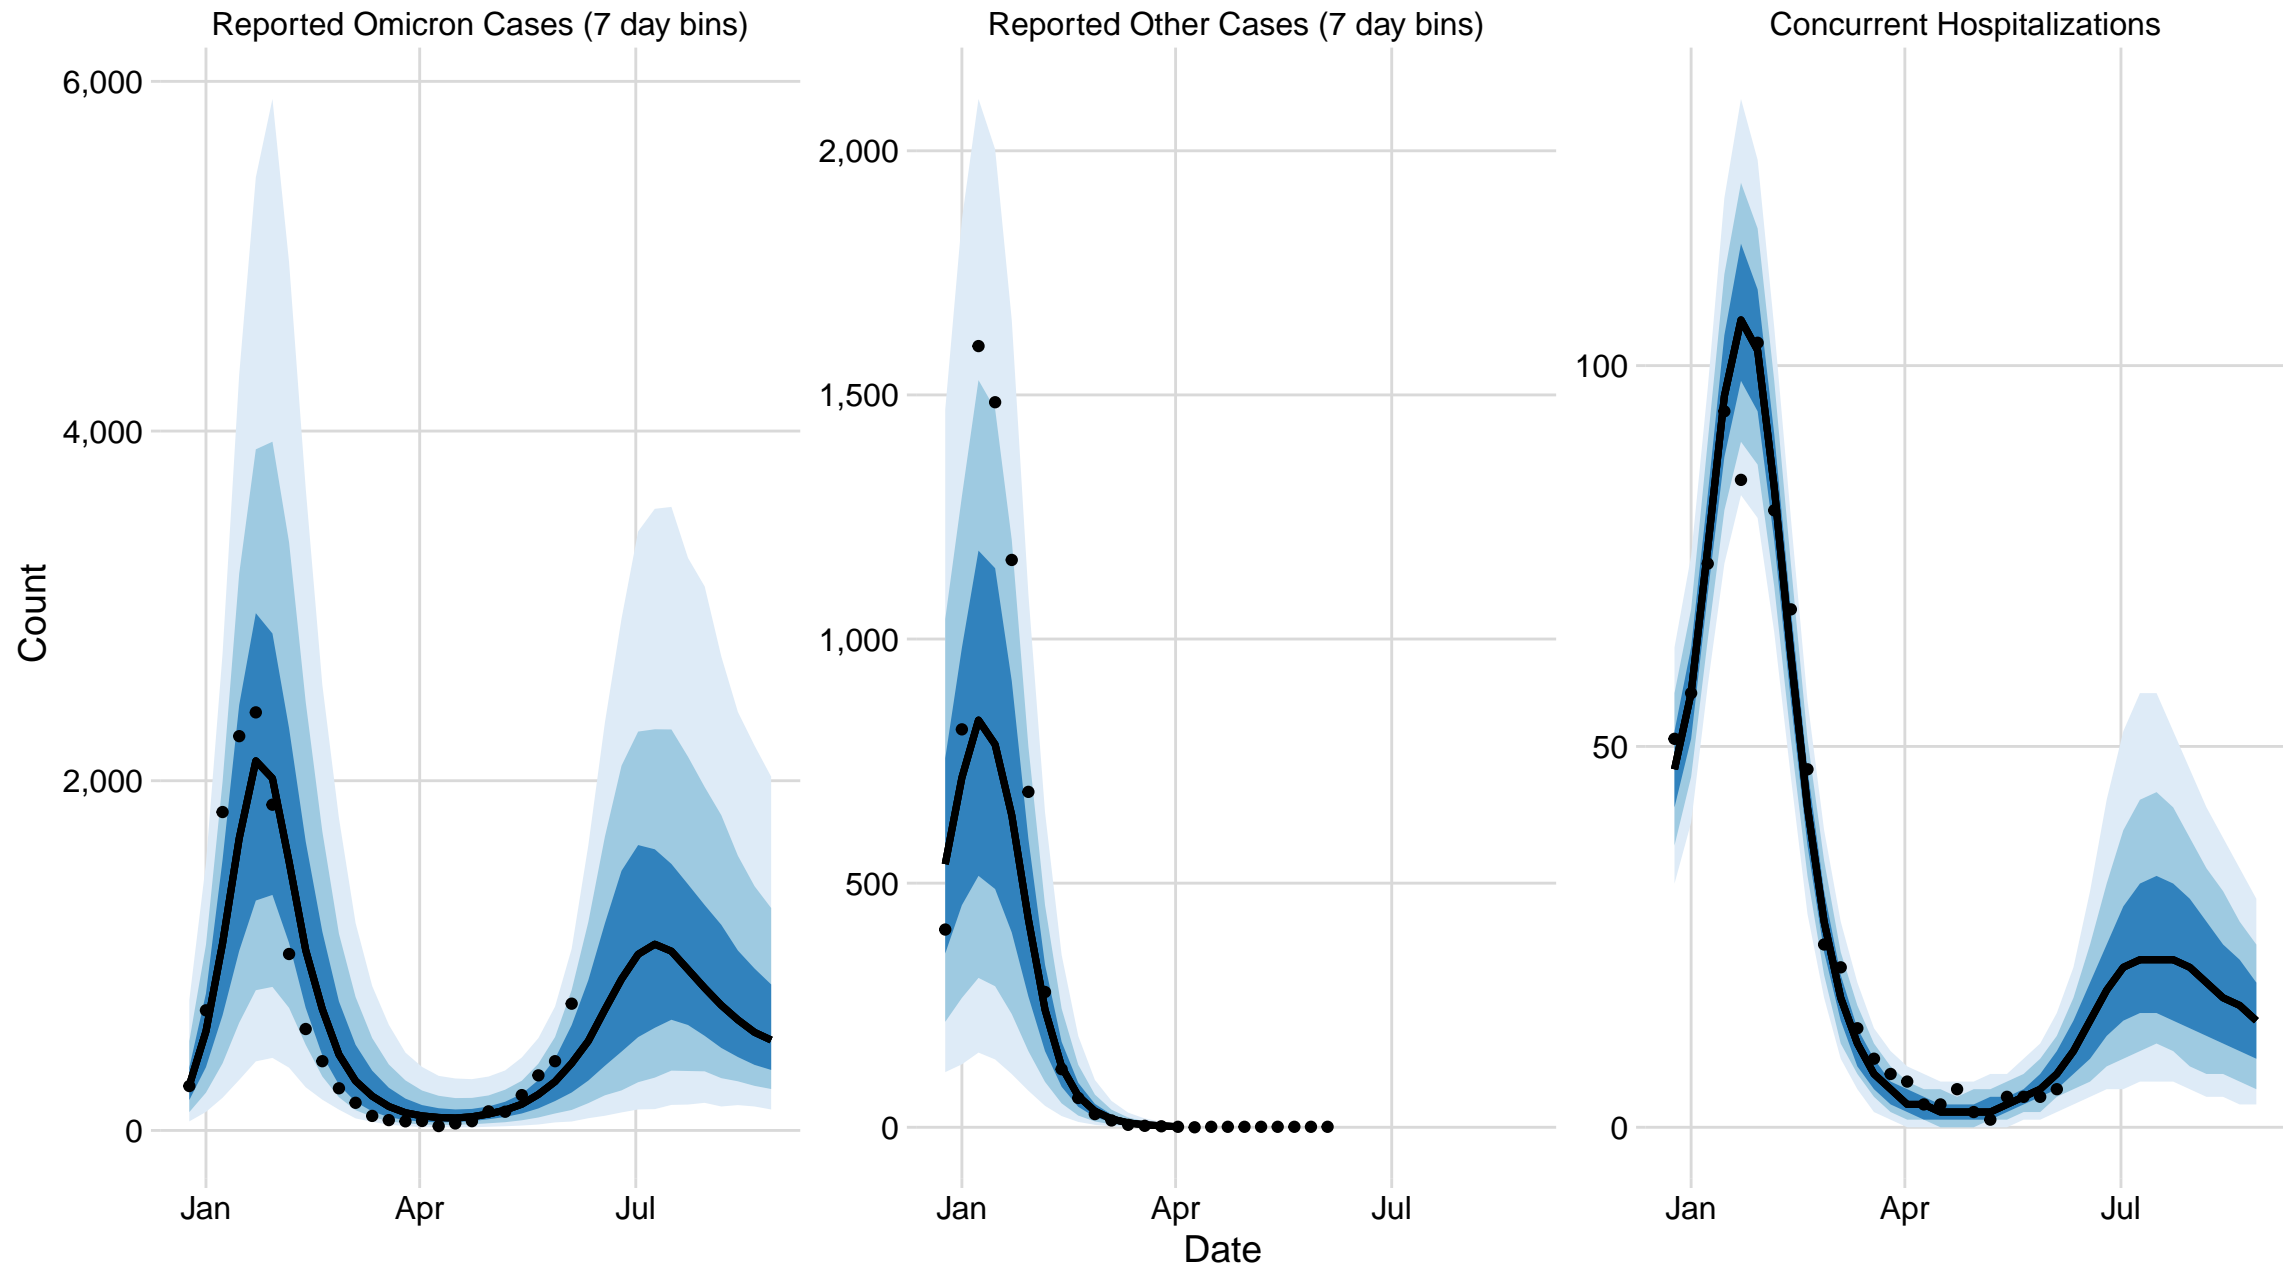 Reported Omicron Cases (7 day bins)
Reported Other Cases (7 day bins)
Concurrent Hospitalizations
Count
6,000
4,000
2,000
0
2,000
1,500
1,000
500
0
100
50
0
Jan Apr Jul
Jan Apr Jul
Jan Apr Jul
Date